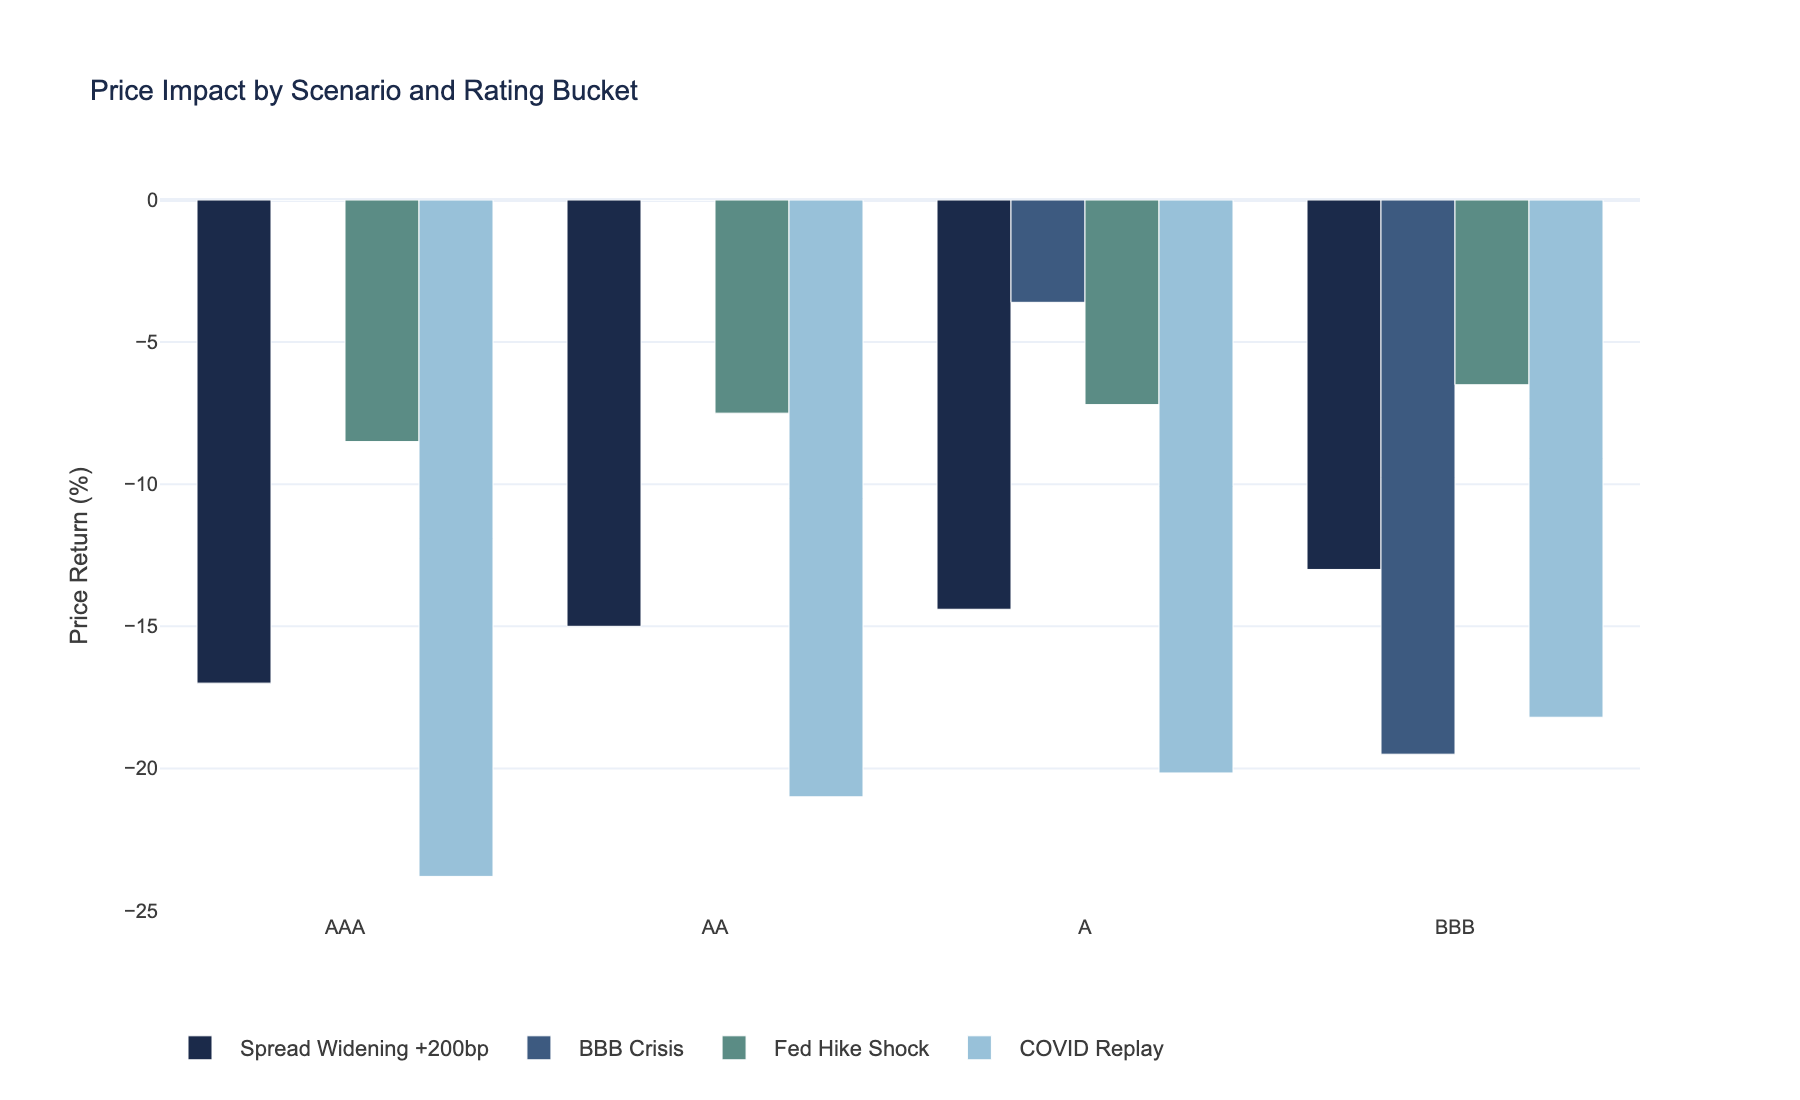 Price Impact by Scenario and Rating Bucket
Price Return (%)
0
−5
−10
−15
−20
−25
AAA
AA
A
BBB
Spread Widening +200bp
BBB Crisis
Fed Hike Shock
COVID Replay